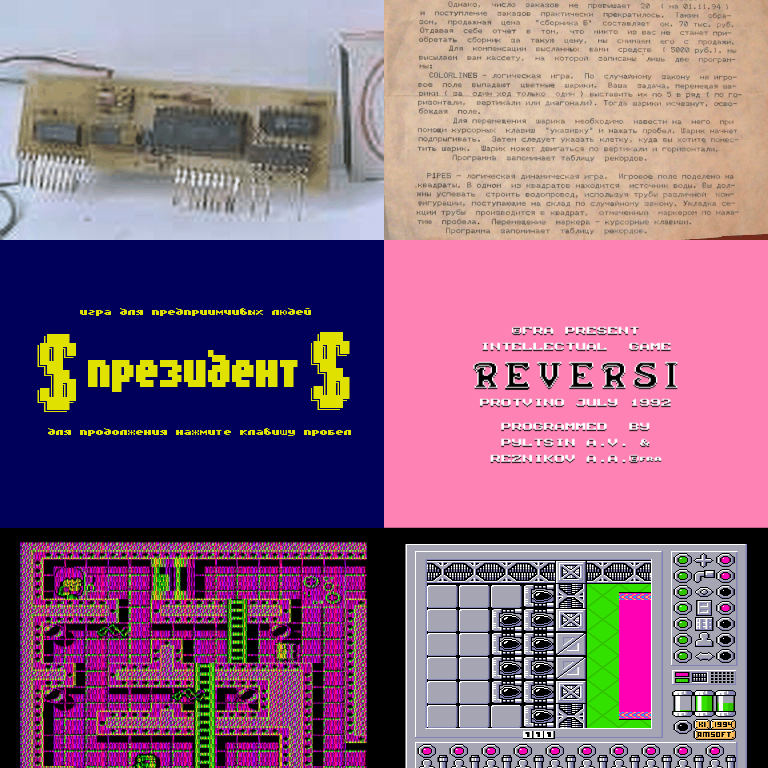 Однако, число заказов не превышает 20 ( на 01.11.94 )
и поступление заказов практически прекратилось. Таким обра-
зом, продажная цена "сборника Б" составляет ок. 70 тыс. руб.
Отдавая себе отчет в том, что никто из вас не станет при-
обретать сборник за такую цену, мы снимаем его с продажи.
Для компенсации высланных вами средств ( 5000 руб.), мы
высылаем вам кассету, на которой записаны лишь две програм-
мы:
COLORLINES - логическая игра. По случайному закону на игро-
вое поле выпадают цветные шарики. Ваша задача, перемещая ша-
рики ( за один ход только один ) выставить их по 5 в ряд ( по го-
ризонтали, вертикали или диагонали). Тогда шарики исчезнут, осво-
бождая поле.
Для перемещения шарика необходимо навести на него при
помощи курсорных клавиш "указивку" и нажать пробел. Шарик начнет
подпрыгивать. Затем следует указать клетку, куда вы хотите помес-
тить шарик. Шарик может двигаться по вертикали и горизонтали.
Программа запоминает таблицу рекордов.
PIPES - логическая динамическая игра. Игровое поле поделено на
квадраты. В одном из квадратов находится источник воды. Вы дол-
жны успевать строить водопровод, используя трубы различной кон-
фигурации, поступающие на склад по случайному закону. Укладка се-
кции трубы производится в квадрат, отмеченный маркером по нажа-
тию пробела. Перемещение маркера - курсорные клавиши.
Программа запоминает таблицу рекордов.
игра для предприимчивых людей
$ президент $
для продолжения нажмите клавишу пробел
©FRA PRESENT
INTELLECTUAL GAME
REVERSI
PROTVINO JULY 1992
PROGRAMMED BY
PYLTSIN A.V. &
REZNIKOV A.A.©FRA
XI 1994
AMSOFT
111